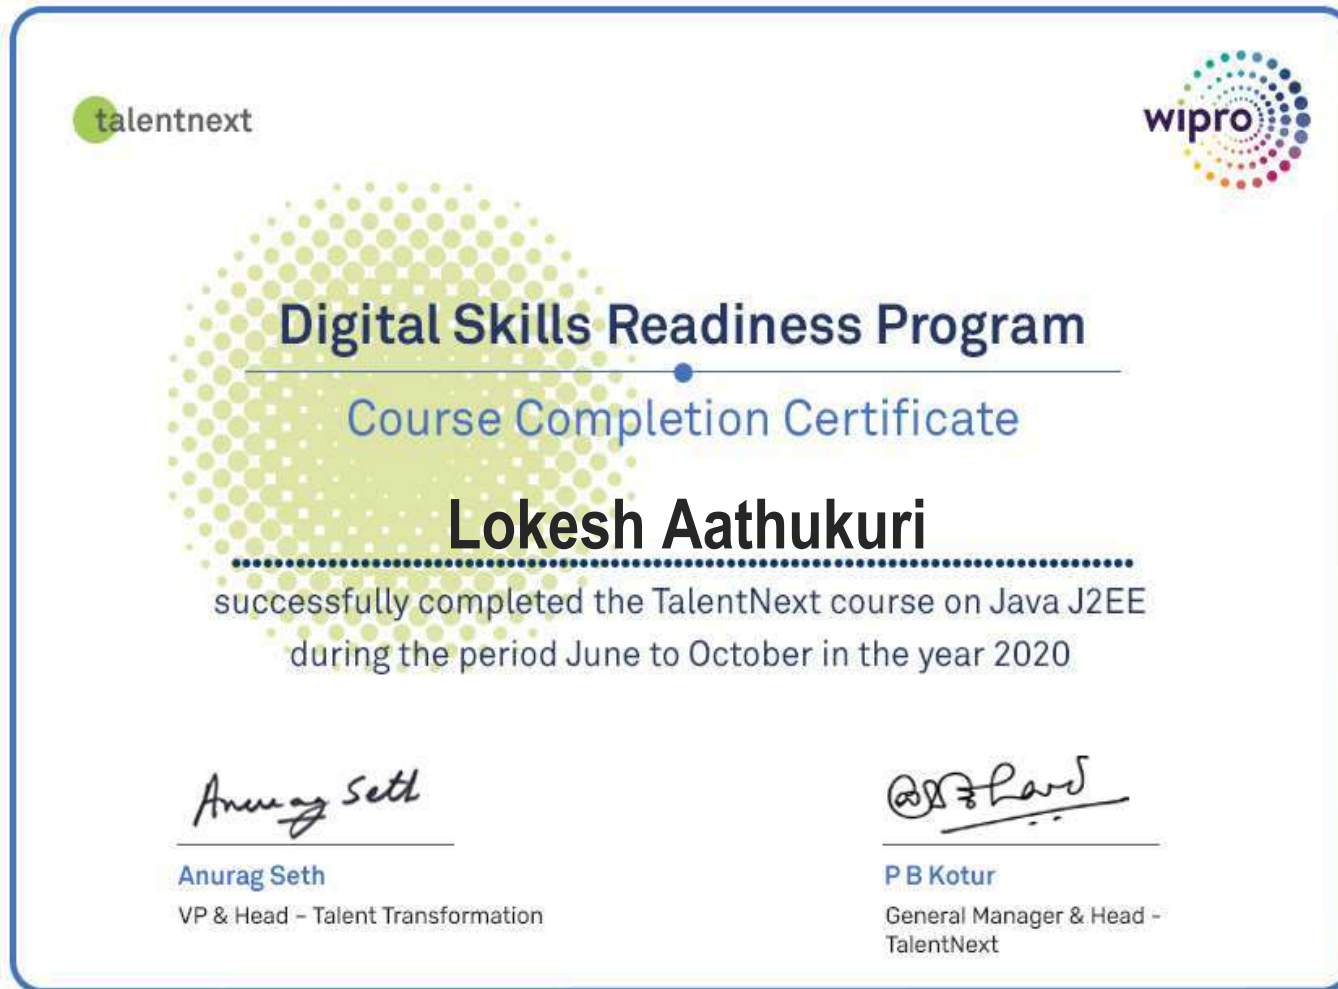 talentnext
wipro
Digital Skills Readiness Program
Course Completion Certificate
Lokesh Aathukuri
successfully completed the TalentNext course on Java J2EE
during the period June to October in the year 2020
Anurag Seth
Anurag Seth
VP & Head – Talent Transformation
P B Kotur
General Manager & Head -
TalentNext